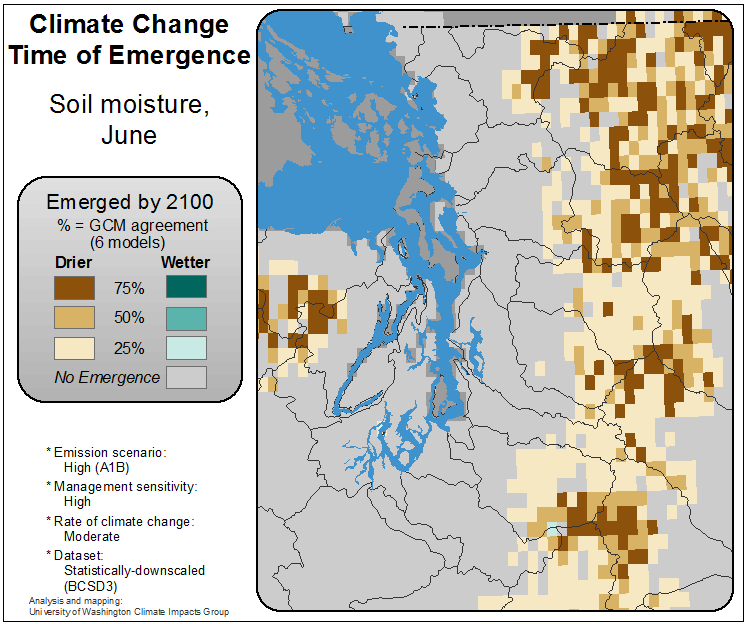 Climate Change
Time of Emergence
Soil moisture,
June
Emerged by 2100
% = GCM agreement
(6 models)
Drier Wetter
75%
50%
25%
No Emergence
* Emission scenario:
High (A1B)
* Management sensitivity:
High
* Rate of climate change:
Moderate
* Dataset:
Statistically-downscaled
(BCSD3)
Analysis and mapping:
University of Washington Climate Impacts Group